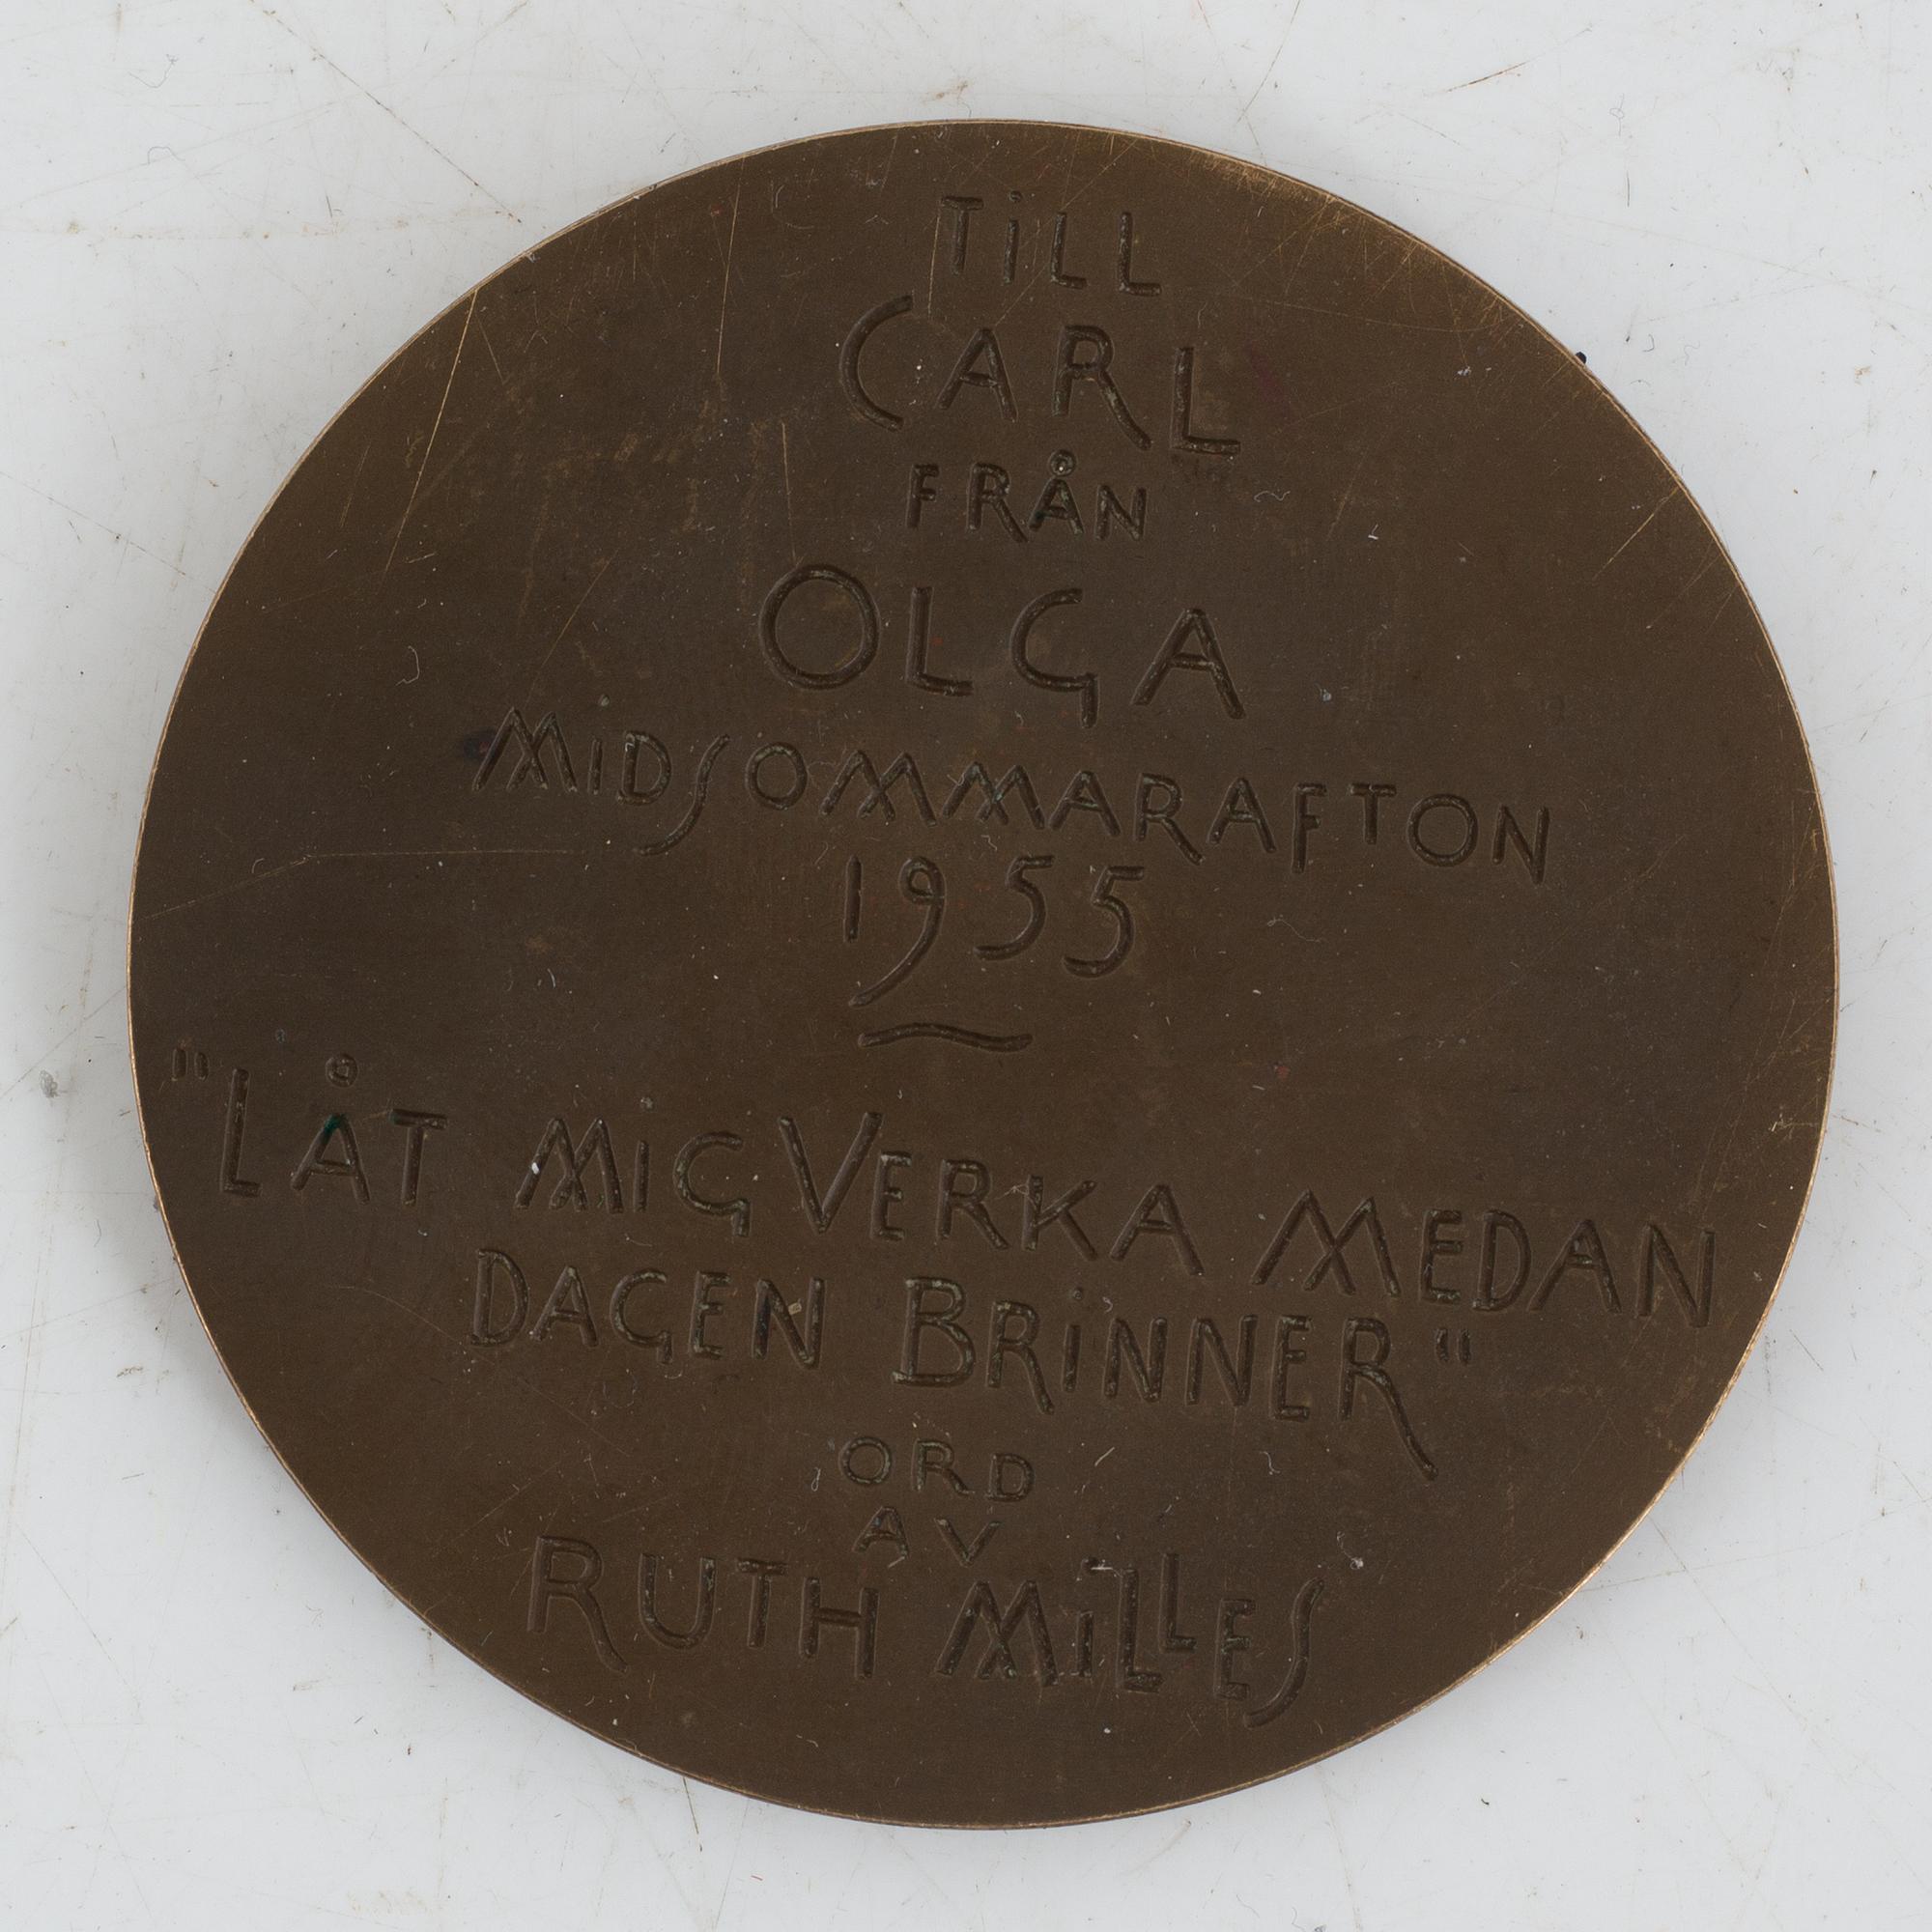 TiLL
CARL
FRÅN
OLGA
MiDSOMMARAFTON
1955
"LÅT MiG VERKA MEDAN
DAGEN BRiNNER"
ORD
AV
RUTH MiLLES